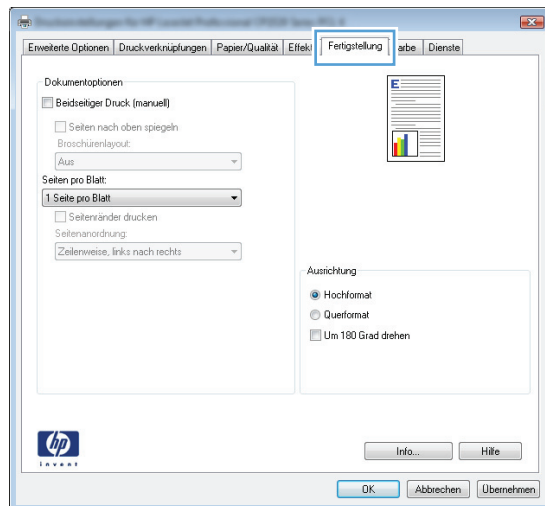 Erweiterte Optionen Druckverknüpfungen Papier/Qualität Effek Fertigstellung arbe Dienste
Dokumentoptionen
Beidseitiger Druck (manuell)
Seiten nach oben spiegeln
Broschürenlayout:
Aus
Seiten pro Blatt:
1 Seite pro Blatt
Seitenränder drucken
Seitenanordnung:
Zeilenweise, links nach rechts
E
Ausrichtung
Hochformat
Querformat
Um 180 Grad drehen
hp
invent
Info... Hilfe
OK Abbrechen Übernehmen